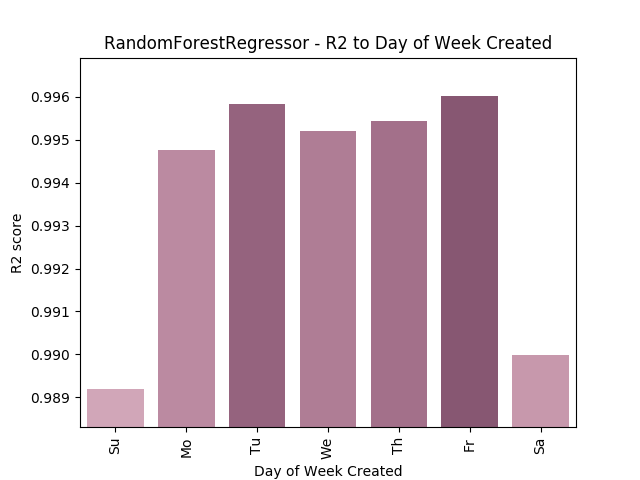 RandomForestRegressor - R2 to Day of Week Created
R2 score
0.996
0.995
0.994
0.993
0.992
0.991
0.990
0.989
Su
Mo
Tu
We
Th
Fr
Sa
Day of Week Created